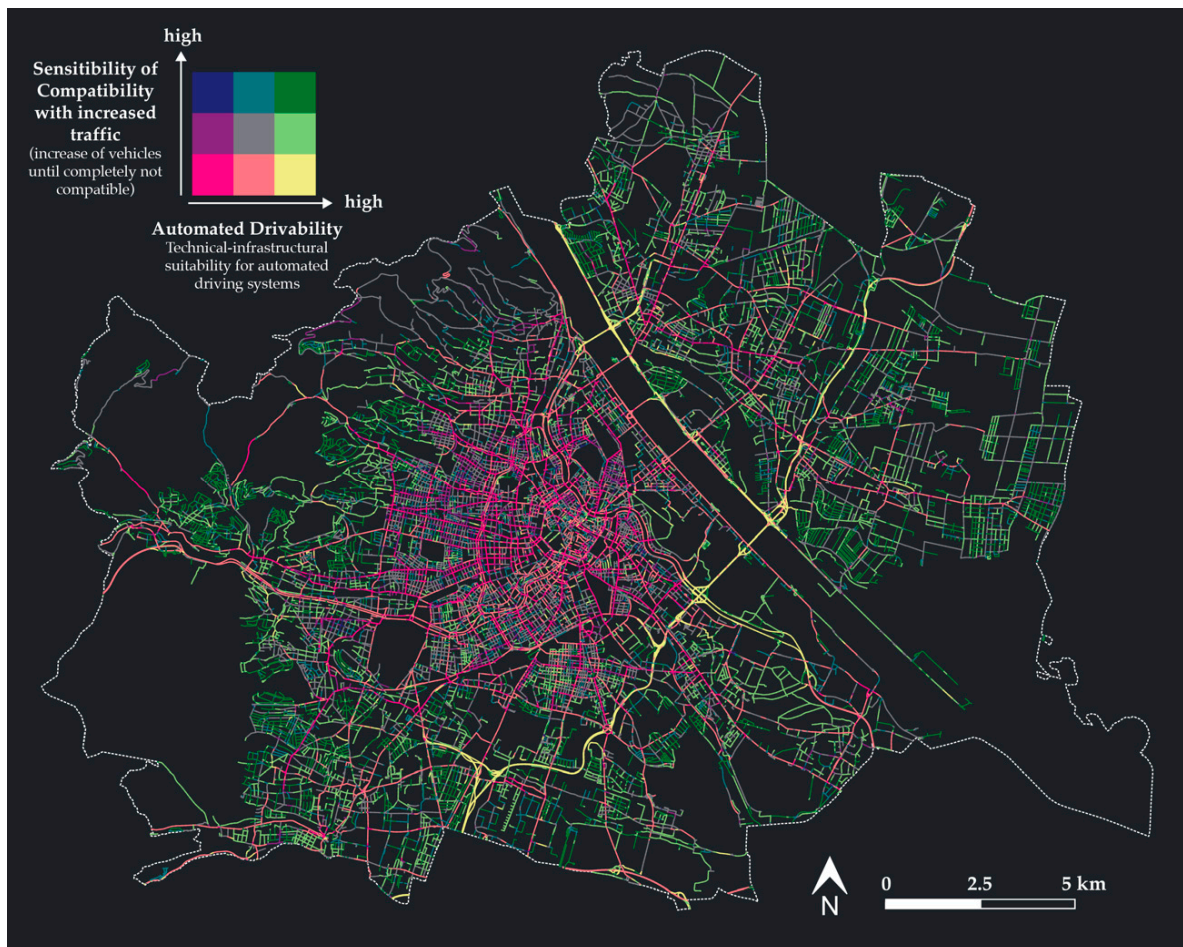 high
Sensitibility of
Compatibility
with increased
traffic
(increase of vehicles
until completely not
compatible)
high
Automated Drivability
Technical-infrastructural
suitability for automated
driving systems
0 2.5 5 km
N